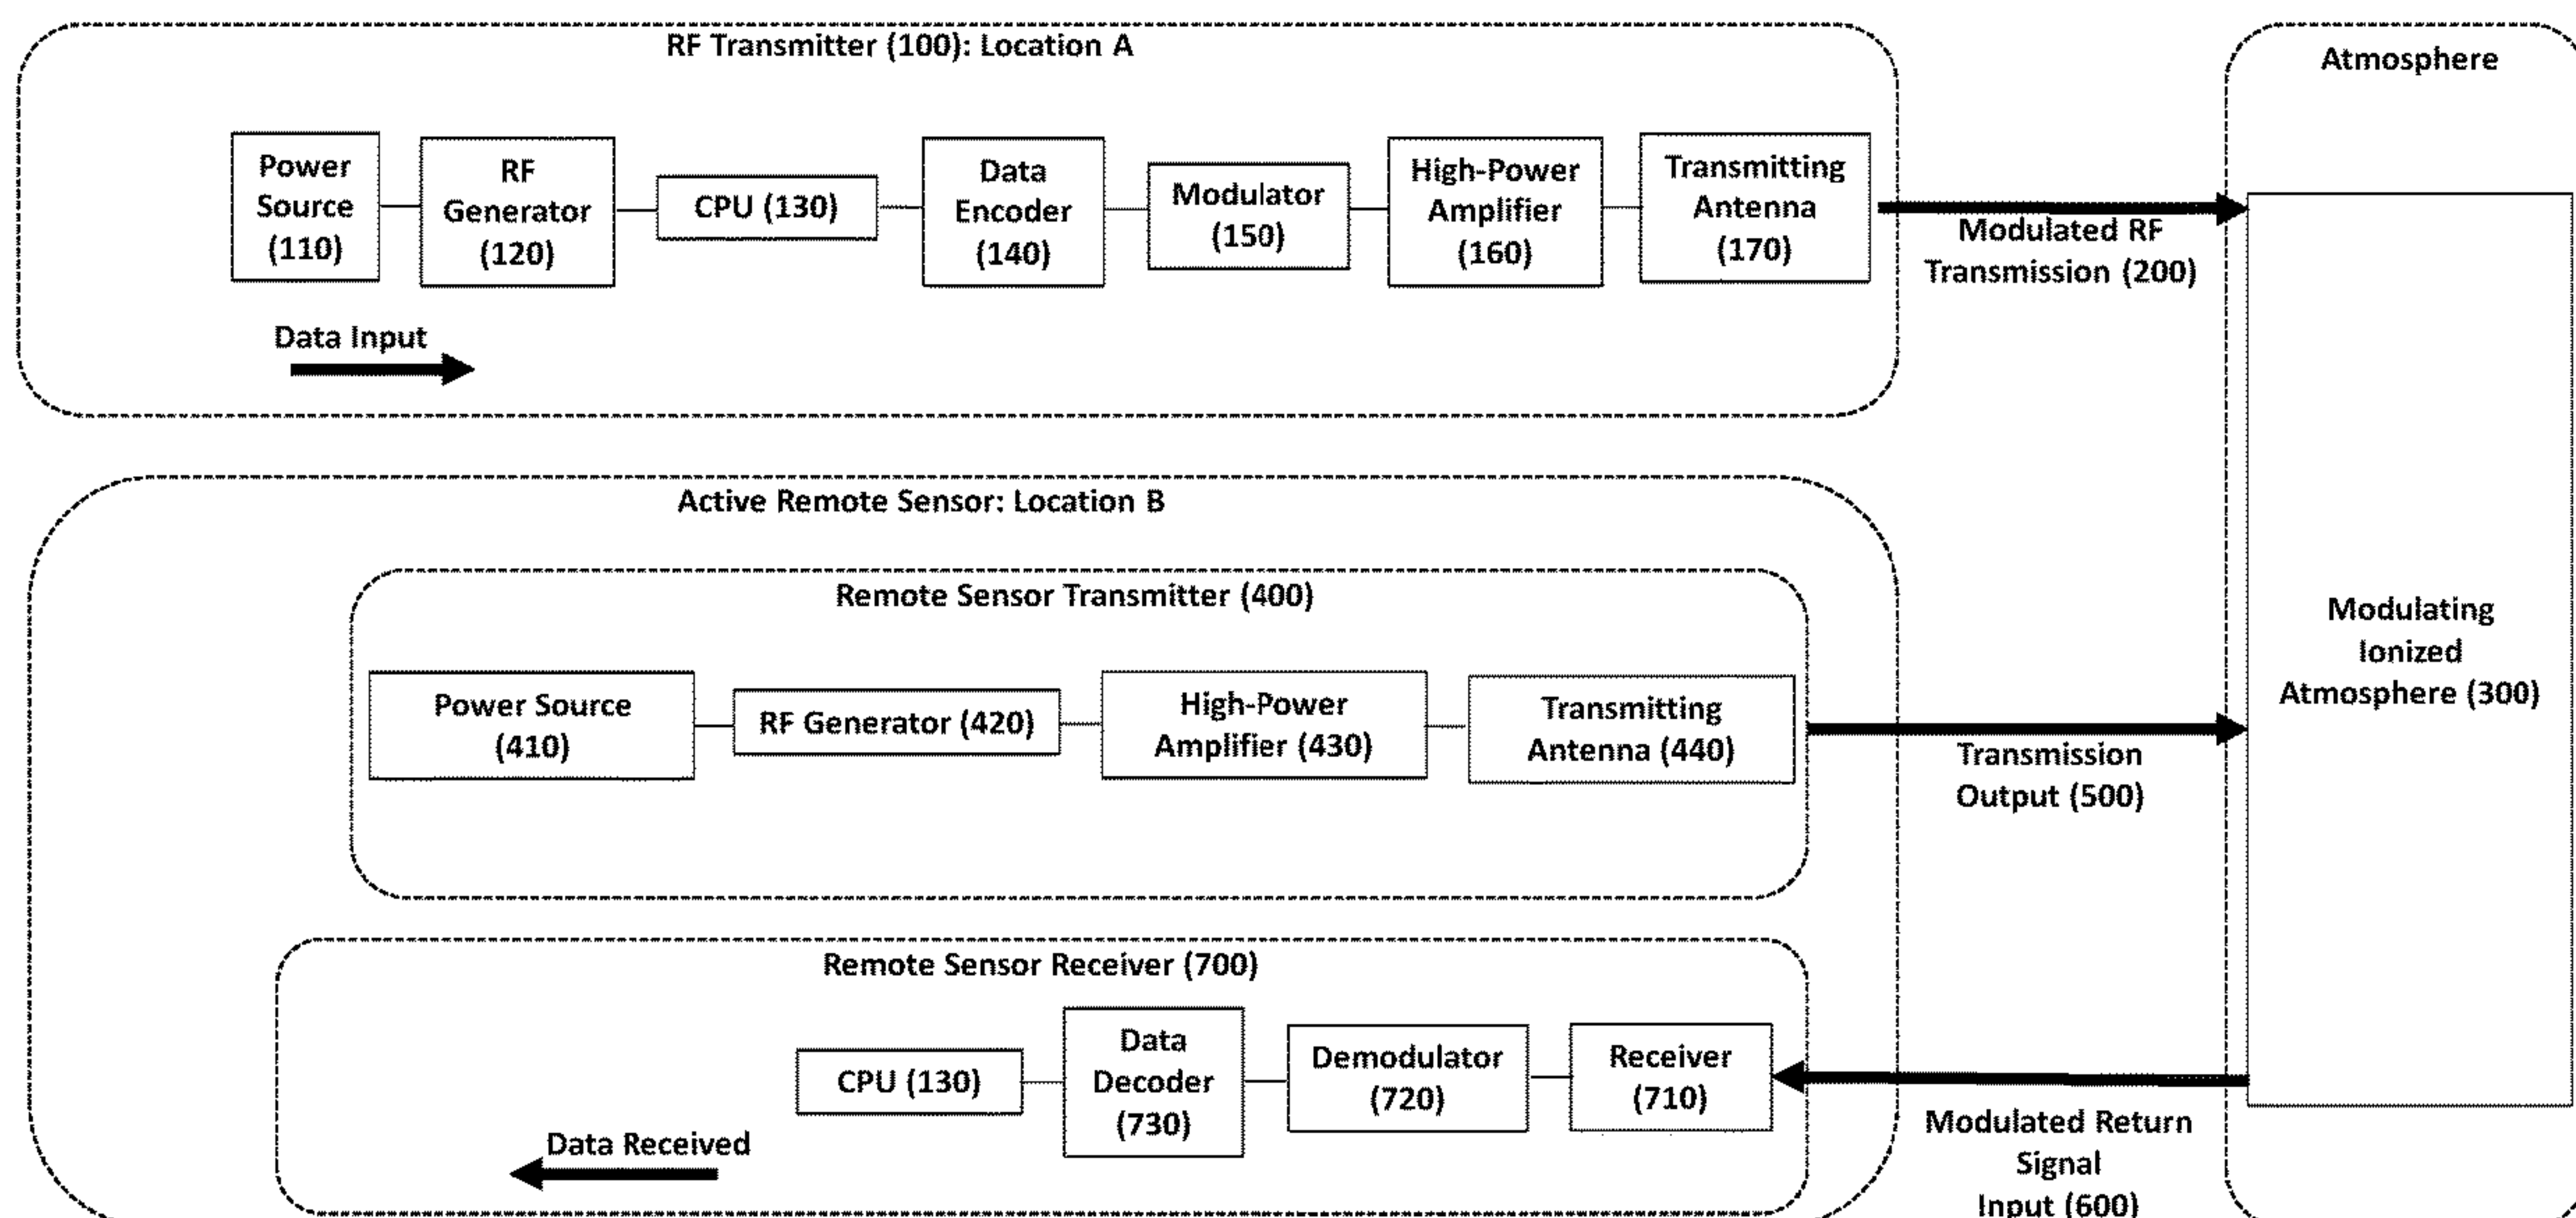 RF Transmitter (100): Location A
Atmosphere
Power
Source
(110)
RF
Generator
(120)
CPU (130)
Data
Encoder
(140)
Modulator
(150)
High-Power
Amplifier
(160)
Transmitting
Antenna
(170)
Modulated RF
Transmission (200)
Data Input
Active Remote Sensor: Location B
Remote Sensor Transmitter (400)
Power Source
(410)
RF Generator (420)
High-Power
Amplifier (430)
Transmitting
Antenna (440)
Transmission
Output (500)
Modulating
Ionized
Atmosphere (300)
Remote Sensor Receiver (700)
CPU (130)
Data
Decoder
(730)
Demodulator
(720)
Receiver
(710)
Data Received
Modulated Return
Signal
Input (600)